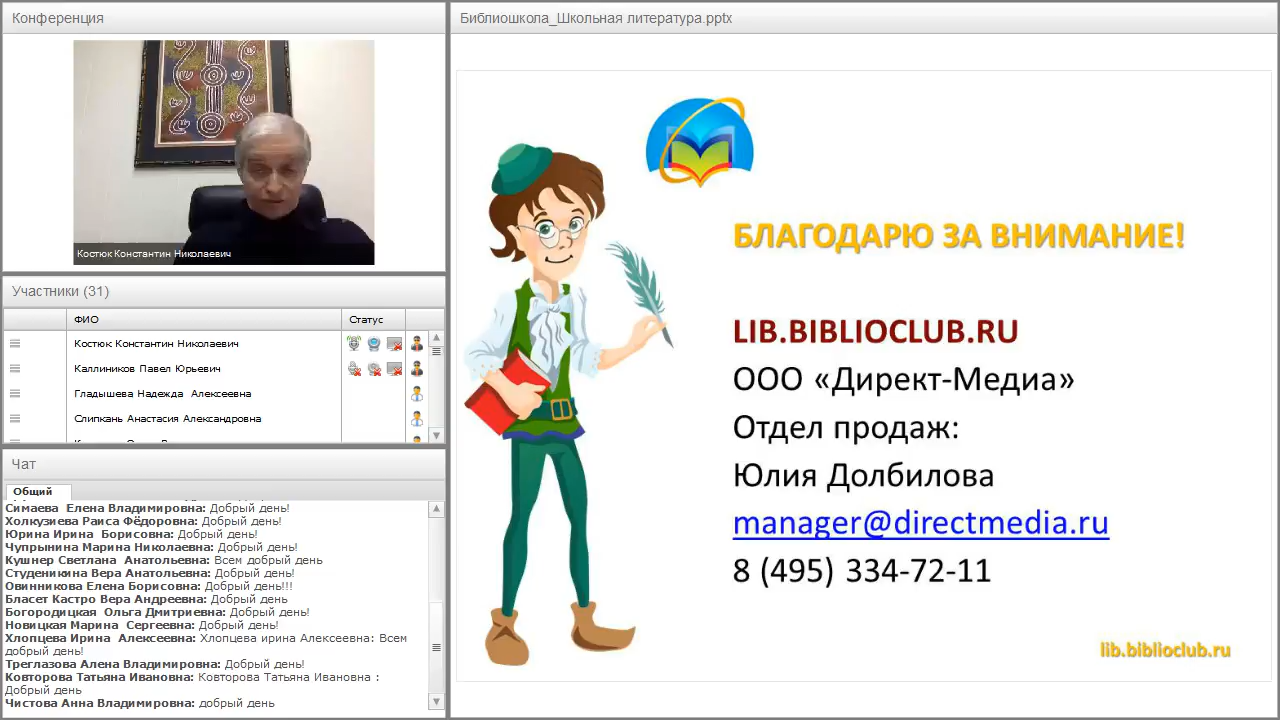 Конференция
Костюк Константин Николаевич
Участники (31)
ФИО
Статус
Костюк Константин Николаевич
Каллиников Павел Юрьевич
Гладышева Надежда Алексеевна
Слипкань Анастасия Александровна
Чат
Общий
Симаева Елена Владимировна: Добрый день!
Холкузиева Раиса Фёдоровна: Добрый день!
Юрина Ирина Борисовна: Добрый день!
Чупрынина Марина Николаевна: Добрый день!
Кушнер Светлана Анатольевна: Всем добрый день
Студеникина Вера Анатольевна: Добрый день!
Овинникова Елена Борисовна: Добрый день!!!
Бласет Кастро Вера Андреевна: Добрый день
Богородицкая Ольга Дмитриевна: Добрый день!
Новицкая Марина Сергеевна: Добрый день!
Хлопцева Ирина Алексеевна: Хлопцева ирина Алексеевна: Всем
добрый день!
Треглазова Алена Владимировна: Добрый день!
Ковторова Татьяна Ивановна: Ковторова Татьяна Ивановна :
Добрый день
Чистова Анна Владимировна: добрый день
Библиошкола_Школьная литература.pptx
БЛАГОДАРЮ ЗА ВНИМАНИЕ!
LIB.BIBLIOCLUB.RU
ООО «Директ-Медиа»
Отдел продаж:
Юлия Долбилова
manager@directmedia.ru
8 (495) 334-72-11
lib.biblioclub.ru